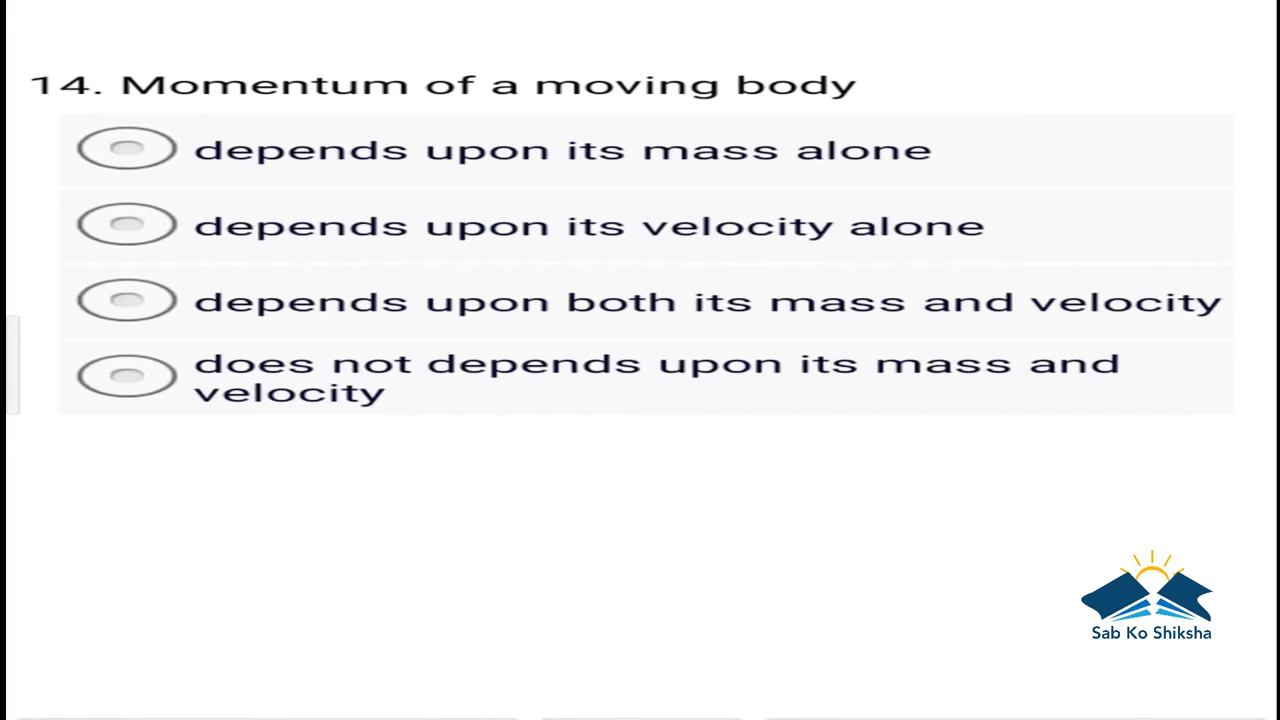 14. Momentum of a moving body
depends upon its mass alone
depends upon its velocity alone
depends upon both its mass and velocity
does not depends upon its mass and
velocity
Sab Ko Shiksha